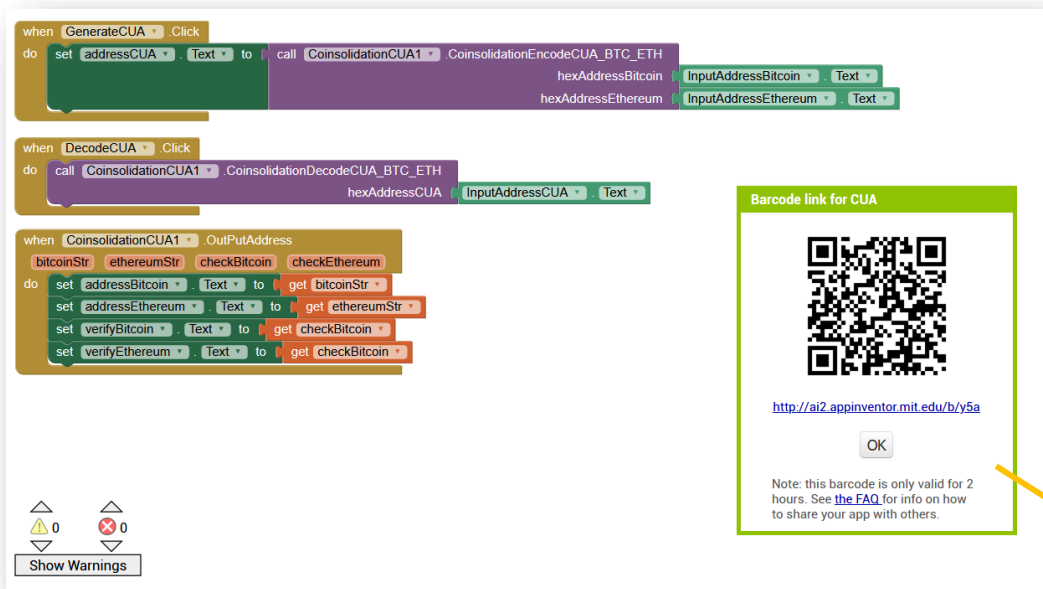 when GenerateCUA .Click
do set addressCUA . Text to call CoinsolidationCUA1 .CoinsolidationEncodeCUA_BTC_ETH
hexAddressBitcoin InputAddressBitcoin . Text
hexAddressEthereum InputAddressEthereum . Text
when DecodeCUA .Click
do call CoinsolidationCUA1 .CoinsolidationDecodeCUA_BTC_ETH
hexAddressCUA InputAddressCUA . Text
when CoinsolidationCUA1 .OutPutAddress
bitcoinStr ethereumStr checkBitcoin checkEthereum
do set addressBitcoin . Text to get bitcoinStr
set addressEthereum . Text to get ethereumStr
set verifyBitcoin . Text to get checkBitcoin
set verifyEthereum . Text to get checkBitcoin
Barcode link for CUA
http://ai2.appinventor.mit.edu/b/y5a
OK
Note: this barcode is only valid for 2
hours. See the FAQ for info on how
to share your app with others.
0 0
Show Warnings